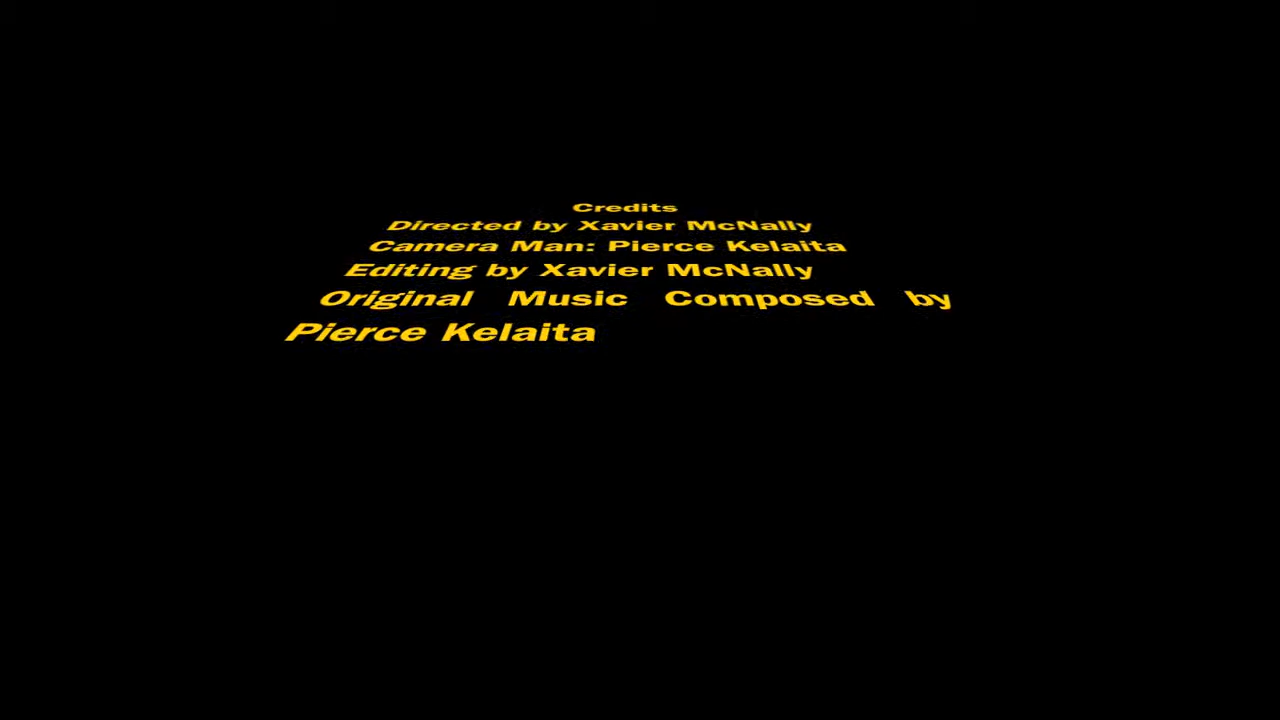 Credits
Directed by Xavier McNally
Camera Man: Pierce Kelaita
Editing by Xavier McNally
Original Music Composed by
Pierce Kelaita